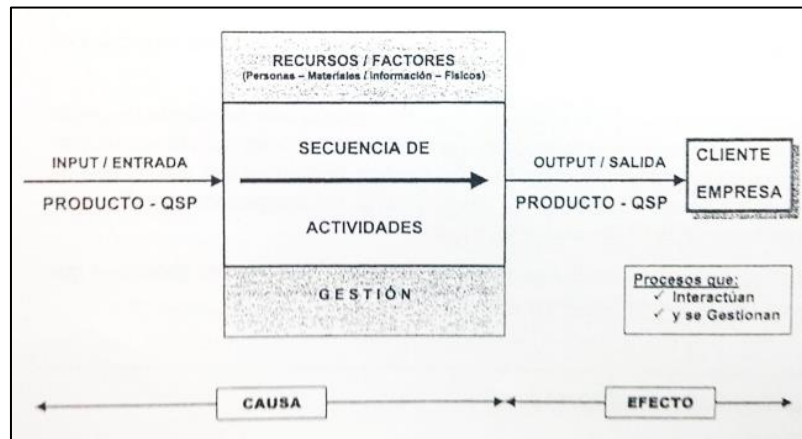 RECURSOS / FACTORES
(Personas – Materiales / Información – Físicos)
SECUENCIA DE
ACTIVIDADES
GESTIÓN
INPUT / ENTRADA
PRODUCTO - QSP
OUTPUT / SALIDA
PRODUCTO - QSP
CLIENTE
EMPRESA
Procesos que:
✓ Interactúan
✓ y se Gestionan
CAUSA
EFECTO